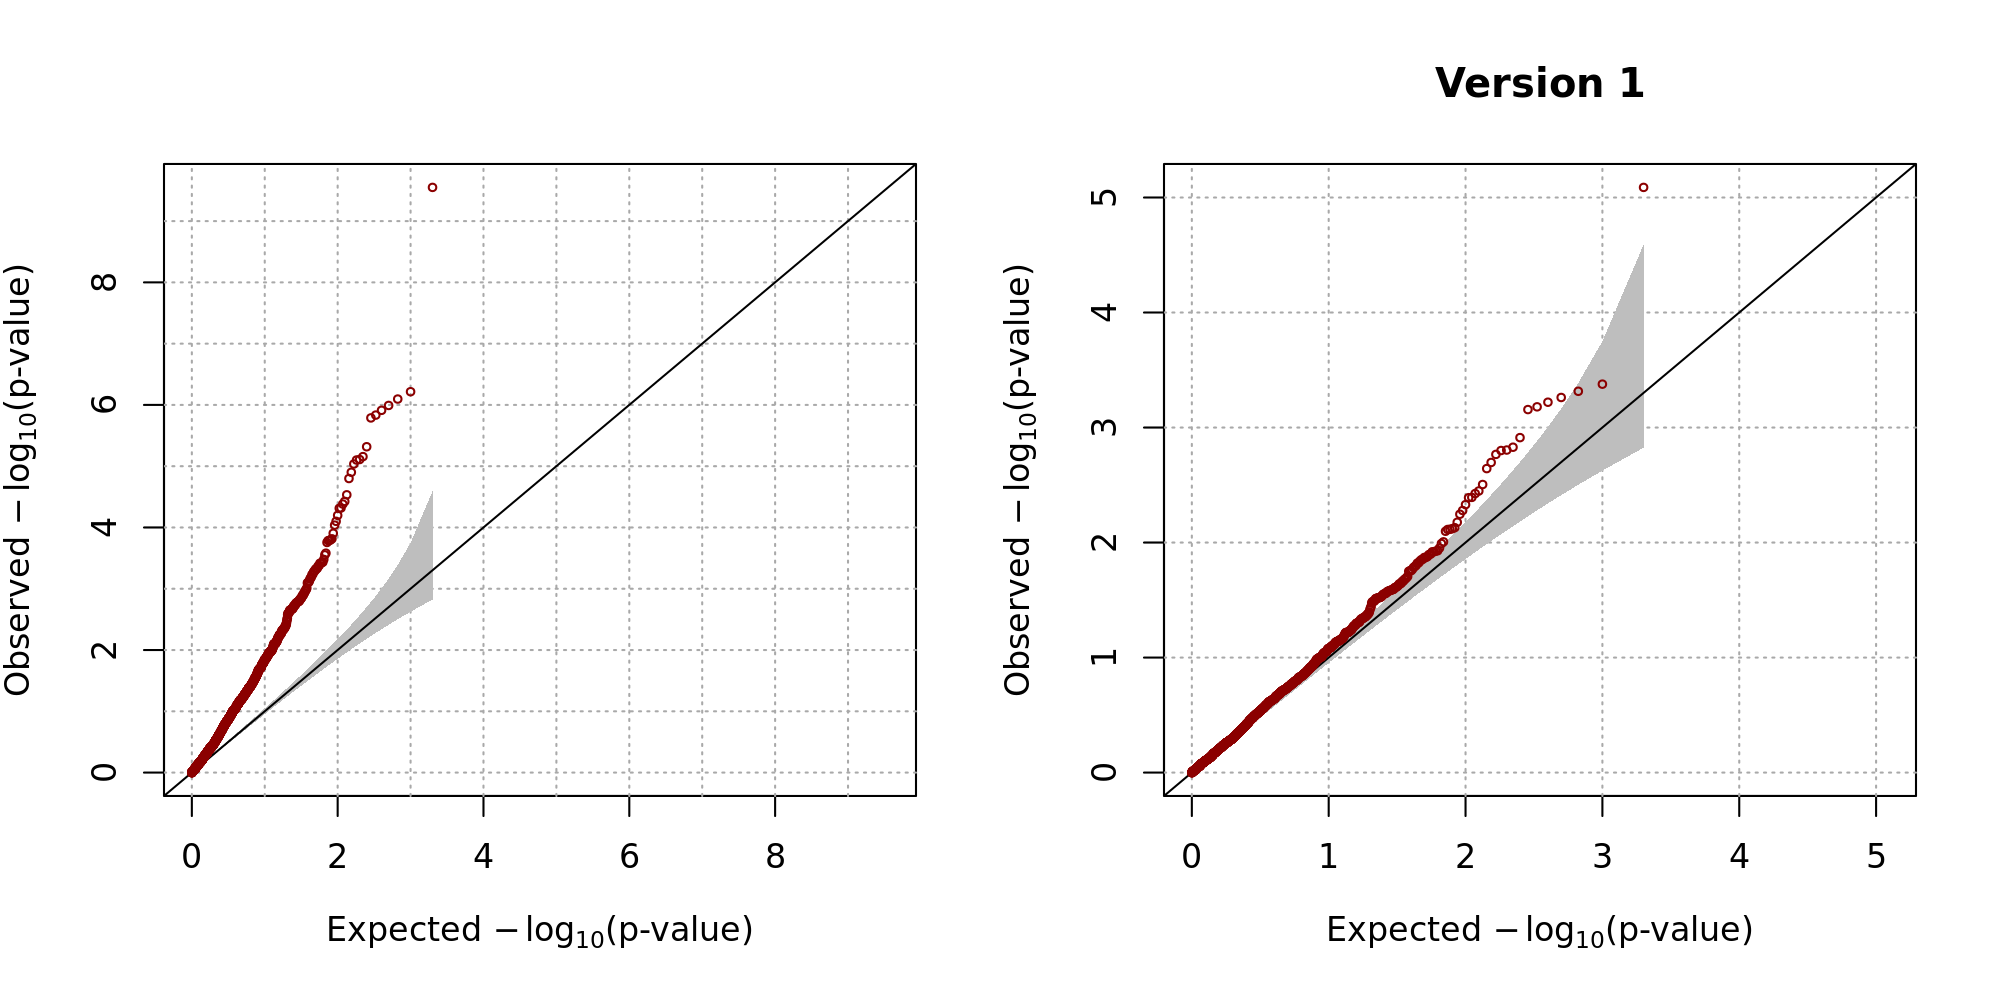 Version 1
Observed −log10(p-value)
8
6
4
2
0
0 2 4 6 8
Expected −log10(p-value)
Observed −log10(p-value)
5
4
3
2
1
0
0 1 2 3 4 5
Expected −log10(p-value)